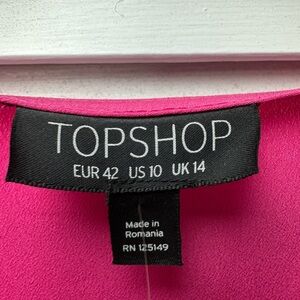 TOPSHOP
EUR 42 US 10 UK 14
Made in
Romania
RN 125149